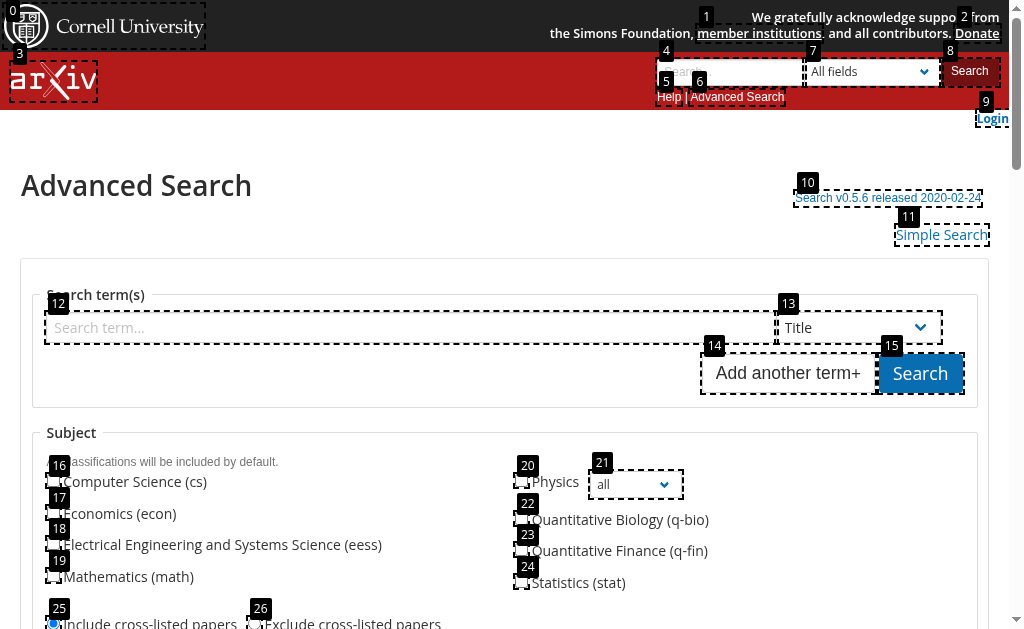 0
Cornell University
1
2
We gratefully acknowledge support from
the Simons Foundation, member institutions, and all contributors. Donate
3
arXiv
4
Search...
7
All fields
8
Search
5
6
Help | Advanced Search
9
Login
Advanced Search
10
Search v0.5.6 released 2020-02-24
11
Simple Search
Search term(s)
12
Search term...
13
Title
14
Add another term+
15
Search
Subject
classifications will be included by default.
16
Computer Science (cs)
17
Economics (econ)
18
Electrical Engineering and Systems Science (eess)
19
Mathematics (math)
20
Physics
21
all
22
Quantitative Biology (q-bio)
23
Quantitative Finance (q-fin)
24
Statistics (stat)
25
Include cross-listed papers
26
Exclude cross-listed papers